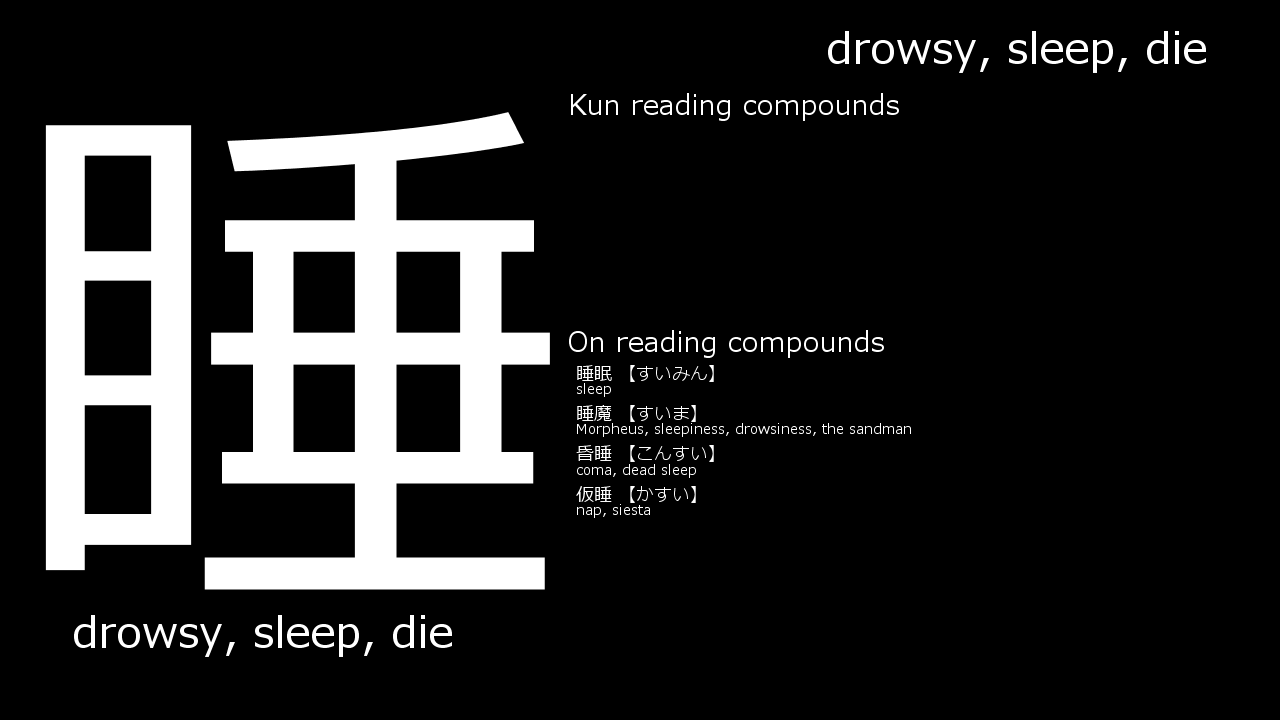 drowsy, sleep, die
睡
Kun reading compounds
On reading compounds
睡眠 【すいみん】
sleep
睡魔 【すいま】
Morpheus, sleepiness, drowsiness, the sandman
昏睡 【こんすい】
coma, dead sleep
仮睡 【かすい】
nap, siesta
drowsy, sleep, die